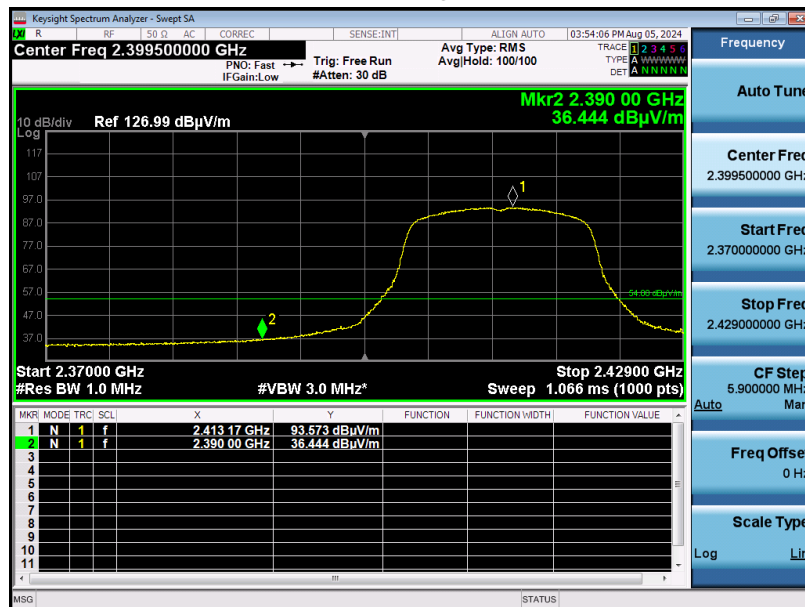 Keysight Spectrum Analyzer - Swept SA
LXI R RF 50 Ω AC CORREC SENSE:INT ALIGN AUTO 03:54:06 PM Aug 05, 2024
Center Freq 2.399500000 GHz
PNO: Fast
IFGain:Low
Trig: Free Run
#Atten: 30 dB
Avg Type: RMS
Avg|Hold: 100/100
TRACE 1 2 3 4 5 6
TYPE A W W W W W
DET A N N N N N
Mkr2 2.390 00 GHz
36.444 dBµV/m
10 dB/div Ref 126.99 dBµV/m
Log
117
107
97.0
87.0
77.0
67.0
57.0
47.0
37.0
1
2
54.00 dBµV/m
Start 2.37000 GHz Stop 2.42900 GHz
#Res BW 1.0 MHz #VBW 3.0 MHz* Sweep 1.066 ms (1000 pts)
MKR MODE TRC SCL X Y FUNCTION FUNCTION WIDTH FUNCTION VALUE
1 N 1 f 2.413 17 GHz 93.573 dBµV/m
2 N 1 f 2.390 00 GHz 36.444 dBµV/m
3
4
5
6
7
8
9
10
11
MSG STATUS
Frequency
Auto Tune
Center Freq
2.399500000 GHz
Start Freq
2.370000000 GHz
Stop Freq
2.429000000 GHz
CF Step
5.900000 MHz
Auto Man
Freq Offset
0 Hz
Scale Type
Log Lin